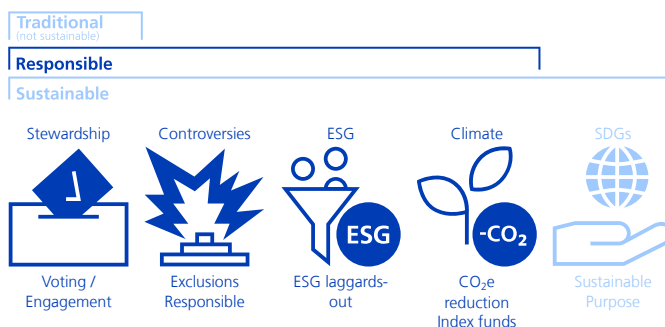 Traditional
(not sustainable)
Responsible
Sustainable
Stewardship
Controversies
ESG
Climate
SDGs
ESG
-CO₂
Voting /
Engagement
Exclusions
Responsible
ESG laggards-
out
CO₂e
reduction
Index funds
Sustainable
Purpose